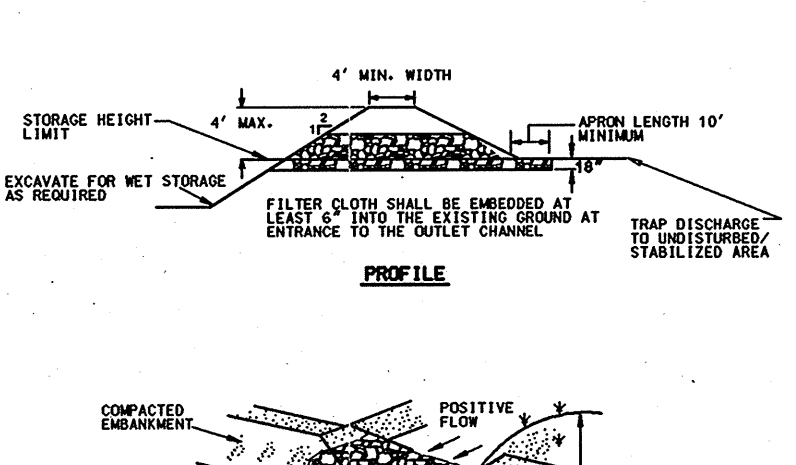 4' MIN. WIDTH
STORAGE HEIGHT
LIMIT
4' MAX.
2
1
APRON LENGTH 10'
MINIMUM
18"
EXCAVATE FOR WET STORAGE
AS REQUIRED
FILTER CLOTH SHALL BE EMBEDDED AT
LEAST 6" INTO THE EXISTING GROUND AT
ENTRANCE TO THE OUTLET CHANNEL
TRAP DISCHARGE
TO UNDISTURBED/
STABILIZED AREA
PROFILE
COMPACTED
EMBANKMENT
POSITIVE
FLOW